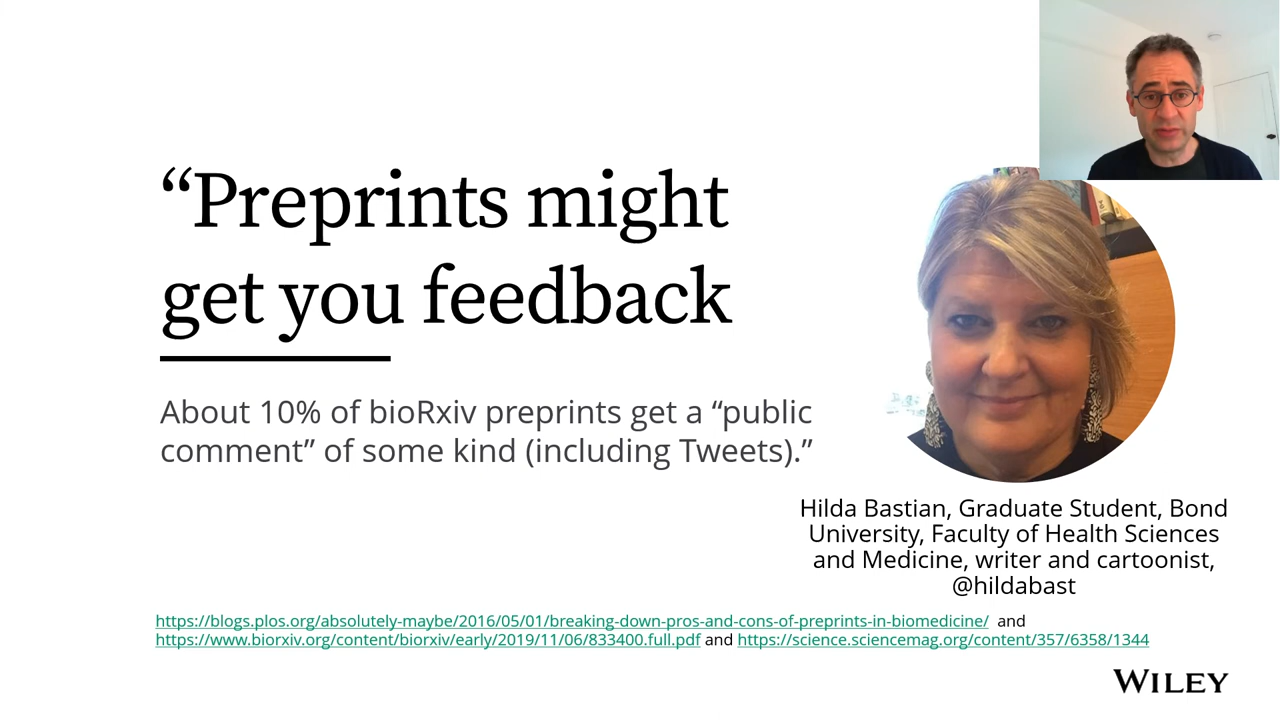 “Preprints might
get you feedback
About 10% of bioRxiv preprints get a “public
comment” of some kind (including Tweets).”
Hilda Bastian, Graduate Student, Bond
University, Faculty of Health Sciences
and Medicine, writer and cartoonist,
@hildabast
https://blogs.plos.org/absolutely-maybe/2016/05/01/breaking-down-pros-and-cons-of-preprints-in-biomedicine/ and
https://www.biorxiv.org/content/biorxiv/early/2019/11/06/833400.full.pdf and https://science.sciencemag.org/content/357/6358/1344
WILEY